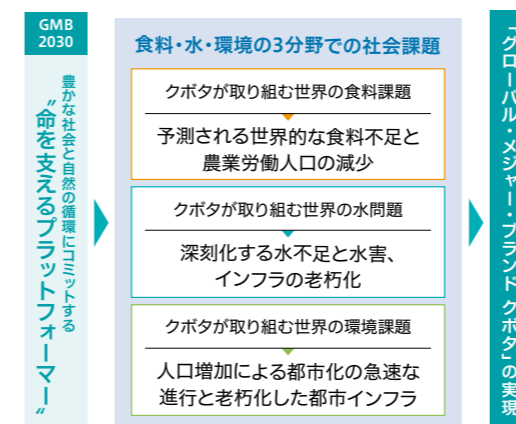 GMB
2030
豊かな社会と自然の循環にコミットする
“命を支えるプラットフォーマー”
食料・水・環境の3分野での社会課題
クボタが取り組む世界の食料課題
予測される世界的な食料不足と
農業労働人口の減少
クボタが取り組む世界の水問題
深刻化する水不足と水害、
インフラの老朽化
クボタが取り組む世界の環境課題
人口増加による都市化の急速な
進行と老朽化した都市インフラ
「グローバル・メジャー・ブランド クボタ」の実現